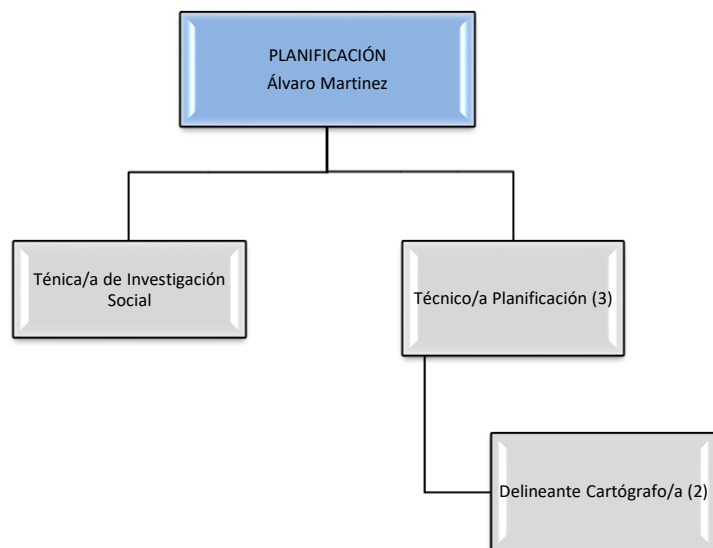 PLANIFICACIÓN
Álvaro Martinez
Ténica/a de Investigación
Social
Técnico/a Planificación (3)
Delineante Cartógrafo/a (2)